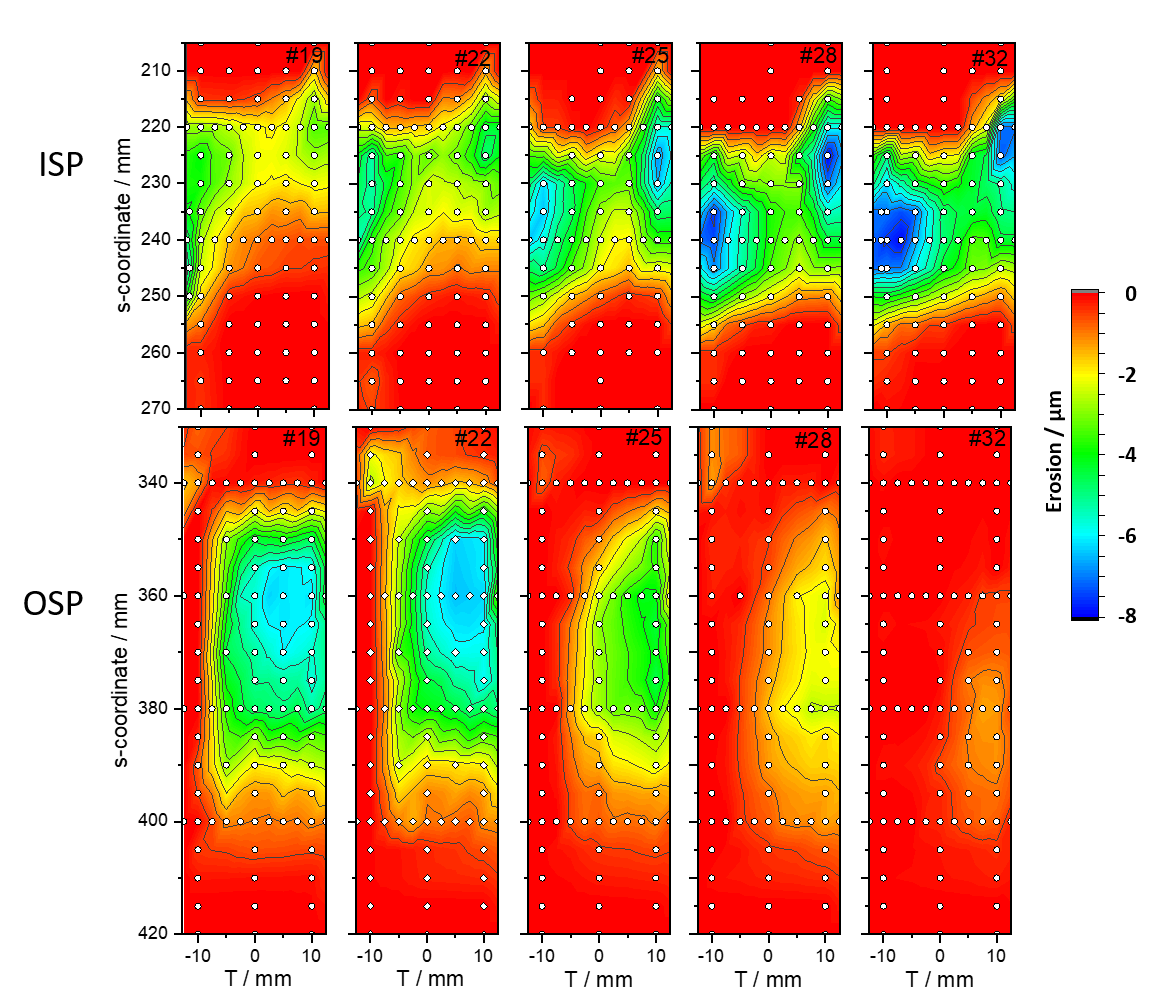 #19 #22 #25 #28 #32
210
220
230
240
250
260
270
ISP
s-coordinate / mm
#19 #22 #25 #28 #32
340
360
380
400
420
OSP
s-coordinate / mm
-10 0 10 -10 0 10 -10 0 10 -10 0 10 -10 0 10
T / mm T / mm T / mm T / mm T / mm
0
-2
-4
-6
-8
Erosion / µm